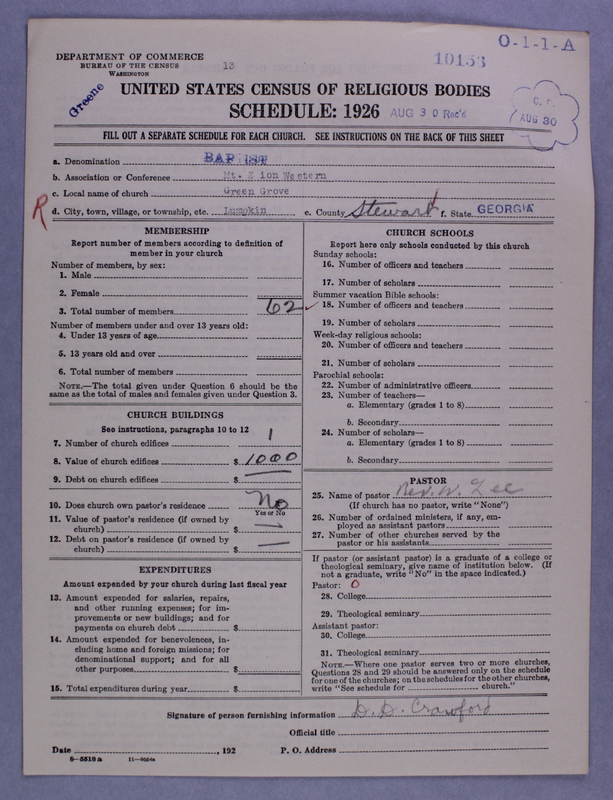 O-1-1-A
DEPARTMENT OF COMMERCE
BUREAU OF THE CENSUS
WASHINGTON
13
10153
Greene
UNITED STATES CENSUS OF RELIGIOUS BODIES
SCHEDULE: 1926
AUG 30 Rec'd
AUG 30
FILL OUT A SEPARATE SCHEDULE FOR EACH CHURCH. SEE INSTRUCTIONS ON THE BACK OF THIS SHEET
a. Denomination BAPTIST
b. Association or Conference Mt. Zion Western
c. Local name of church Green Grove
R d. City, town, village, or township, etc. Lumpkin e. County Stewart f. State GEORGIA
MEMBERSHIP
Report number of members according to definition of
member in your church
Number of members, by sex:
1. Male
2. Female
3. Total number of members 62
Number of members under and over 13 years old:
4. Under 13 years of age
5. 13 years old and over
6. Total number of members
NOTE.—The total given under Question 6 should be the
same as the total of males and females given under Question 3.
CHURCH BUILDINGS
See instructions, paragraphs 10 to 12
7. Number of church edifices 1
8. Value of church edifices $ 1000
9. Debt on church edifices $ —
10. Does church own pastor's residence No
Yes or No
11. Value of pastor's residence (if owned by
church) $ —
12. Debt on pastor's residence (if owned by
church) $ —
EXPENDITURES
Amount expended by your church during last fiscal year
13. Amount expended for salaries, repairs,
and other running expenses; for im-
provements or new buildings; and for
payments on church debt $
14. Amount expended for benevolences, in-
cluding home and foreign missions; for
denominational support; and for all
other purposes $
15. Total expenditures during year $
CHURCH SCHOOLS
Report here only schools conducted by this church
Sunday schools:
16. Number of officers and teachers
17. Number of scholars
Summer vacation Bible schools:
18. Number of officers and teachers
19. Number of scholars
Week-day religious schools:
20. Number of officers and teachers
21. Number of scholars
Parochial schools:
22. Number of administrative officers
23. Number of teachers—
a. Elementary (grades 1 to 8)
b. Secondary
24. Number of scholars—
a. Elementary (grades 1 to 8)
b. Secondary
PASTOR
25. Name of pastor Rev. W. Lee
(If church has no pastor, write "None")
26. Number of ordained ministers, if any, em-
ployed as assistant pastors
27. Number of other churches served by the
pastor or his assistants
If pastor (or assistant pastor) is a graduate of a college or
theological seminary, give name of institution below. (If
not a graduate, write "No" in the space indicated.)
Pastor: 0
28. College
29. Theological seminary
Assistant pastor:
30. College
31. Theological seminary
NOTE.—Where one pastor serves two or more churches,
Questions 28 and 29 should be answered only on the schedule
for one of the churches; on the schedules for the other churches,
write "See schedule for church."
Signature of person furnishing information D. D. Crawford
Official title
Date , 192 P. O. Address
8-5518a 11-9054a